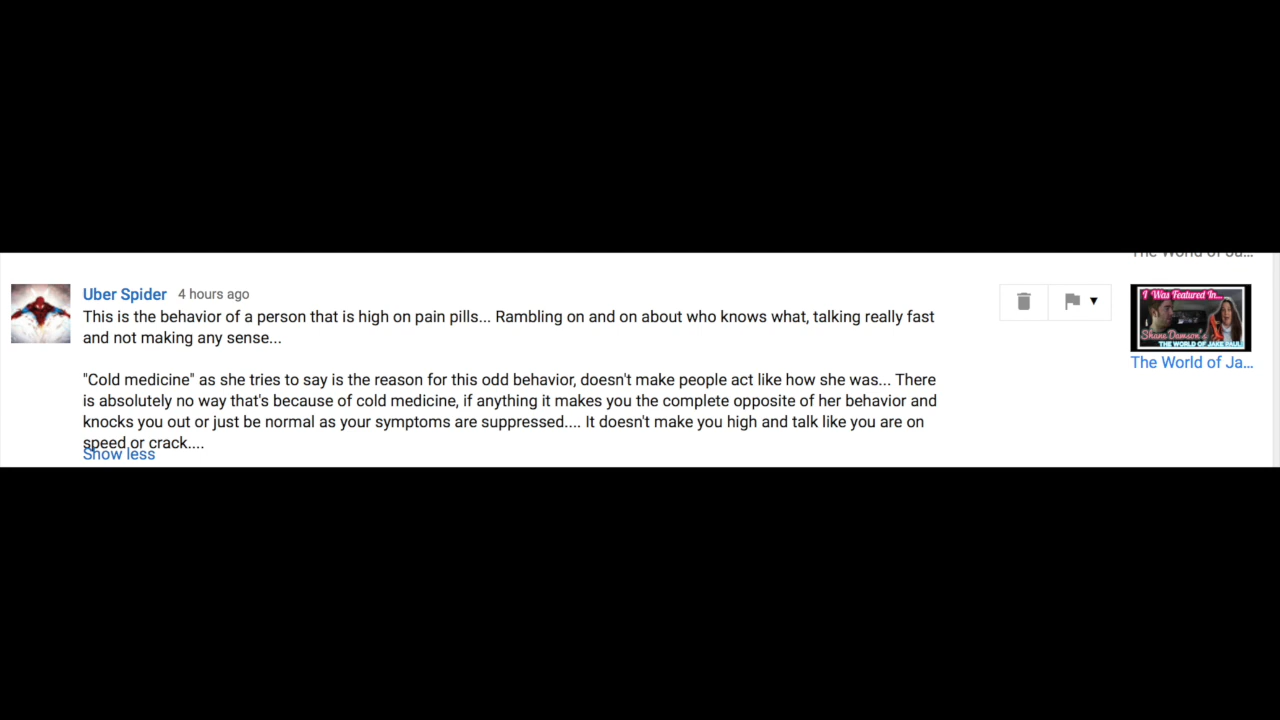 The World of Ja...
Uber Spider 4 hours ago
This is the behavior of a person that is high on pain pills... Rambling on and on about who knows what, talking really fast
and not making any sense...
"Cold medicine" as she tries to say is the reason for this odd behavior, doesn't make people act like how she was... There
is absolutely no way that's because of cold medicine, if anything it makes you the complete opposite of her behavior and
knocks you out or just be normal as your symptoms are suppressed.... It doesn't make you high and talk like you are on
speed or crack....
Show less
I Was Featured In...
Shane Dawson's
THE WORLD OF JAKE PAUL
The World of Ja...